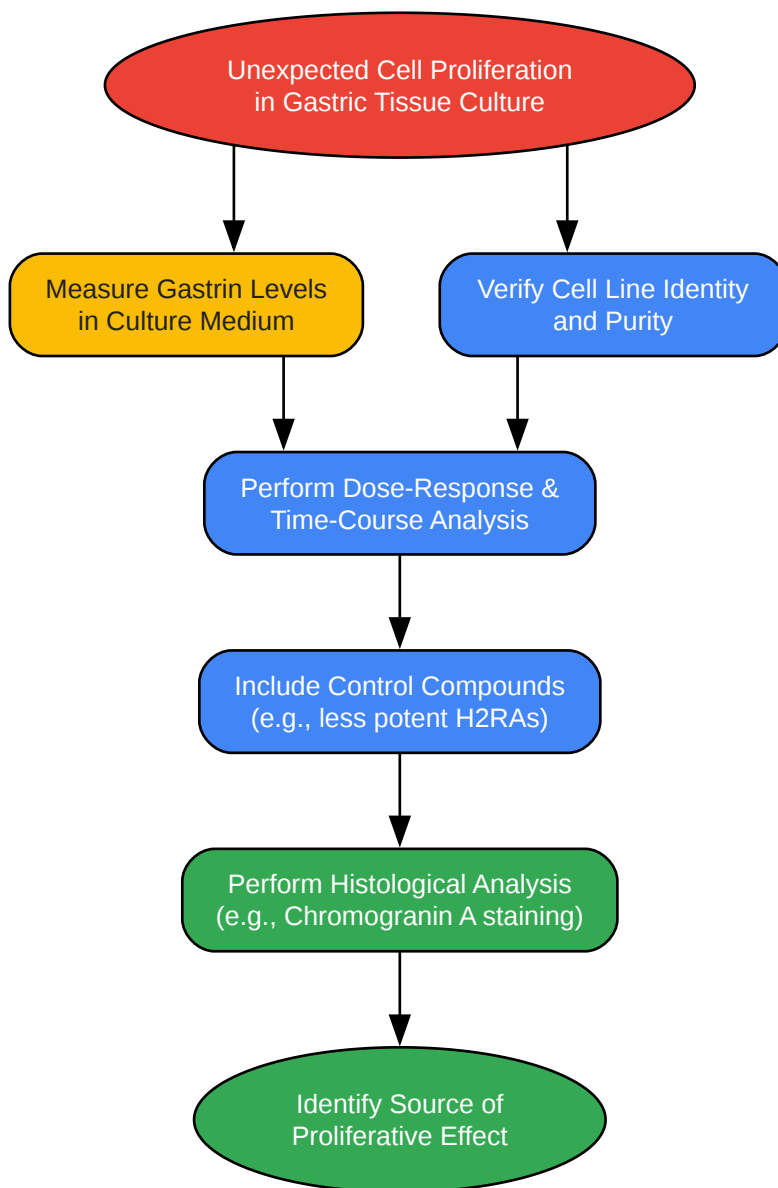 Unexpected Cell Proliferation
in Gastric Tissue Culture
Measure Gastrin Levels
in Culture Medium
Verify Cell Line Identity
and Purity
Perform Dose-Response &
Time-Course Analysis
Include Control Compounds
(e.g., less potent H2RAs)
Perform Histological Analysis
(e.g., Chromogranin A staining)
Identify Source of
Proliferative Effect